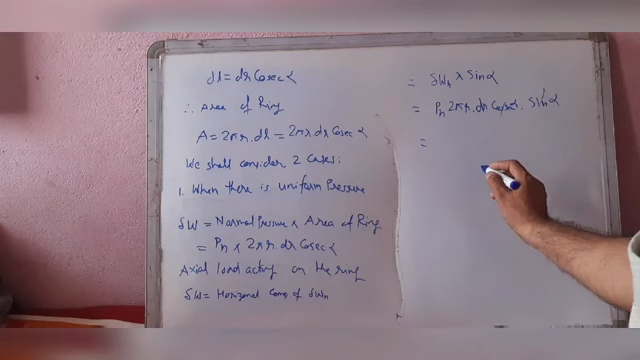 dl = dr Cosec α
∴ Area of Ring
A = 2πr.dl = 2πr dr Cosec α
We shall consider 2 Cases:
1. When there is uniform Pressure
δW = Normal Pressure x Area of Ring
= Pn x 2πr.dr Cosec α
Axial load acting on the ring
δW = Horizontal Comp of δWn
= δWn x Sin α
= Pn 2πr.dr Cosec α . Sin α
=